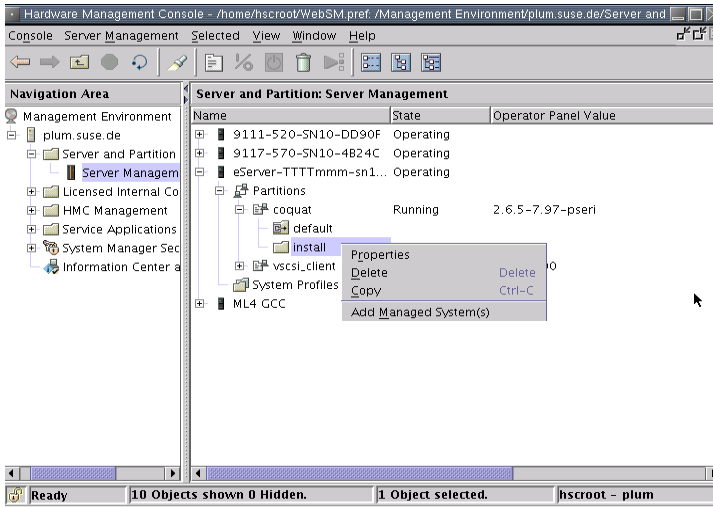 Hardware Management Console - /home/hscroot/WebSM.pref: /Management Environment/plum.suse.de/Server and
Console Server Management Selected View Window Help
Navigation Area
Management Environment
plum.suse.de
Server and Partition
Server Managem
Licensed Internal Co
HMC Management
Service Applications
System Manager Sec
Information Center a
Server and Partition: Server Management
Name State Operator Panel Value
9111-520-SN10-DD90F Operating
9117-570-SN10-4B24C Operating
eServer-TTTTmmm-sn1... Operating
Partitions
coquat Running 2.6.5-7.97-pseri
default
install
vscsi_client 00
System Profiles
ML4 GCC
Properties
Delete Delete
Copy Ctrl-C
Add Managed System(s)
Ready 10 Objects shown 0 Hidden. 1 Object selected. hscroot - plum